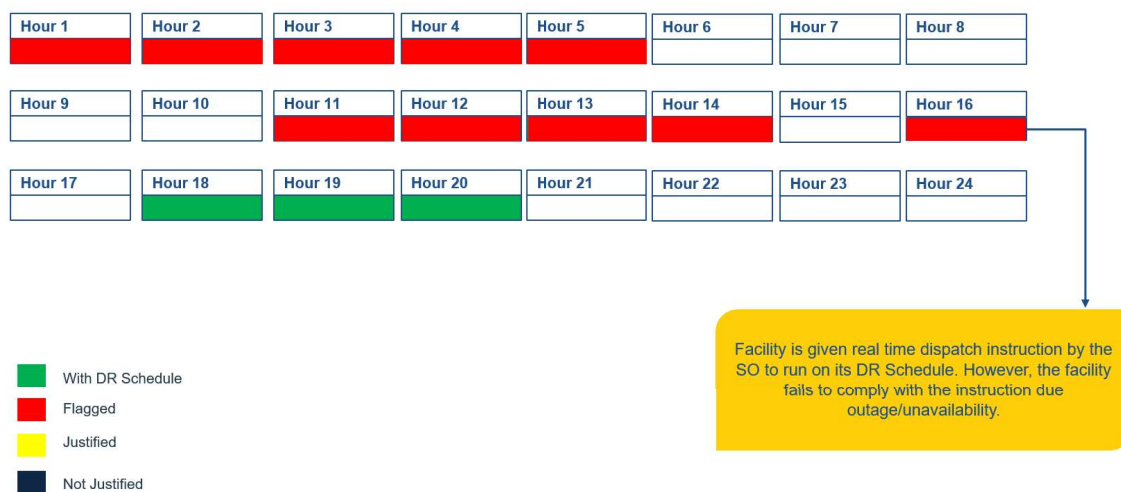 Hour 1 Hour 2 Hour 3 Hour 4 Hour 5 Hour 6 Hour 7 Hour 8
Hour 9 Hour 10 Hour 11 Hour 12 Hour 13 Hour 14 Hour 15 Hour 16
Hour 17 Hour 18 Hour 19 Hour 20 Hour 21 Hour 22 Hour 23 Hour 24
Facility is given real time dispatch instruction by the
SO to run on its DR Schedule. However, the facility
fails to comply with the instruction due
outage/unavailability.
With DR Schedule
Flagged
Justified
Not Justified